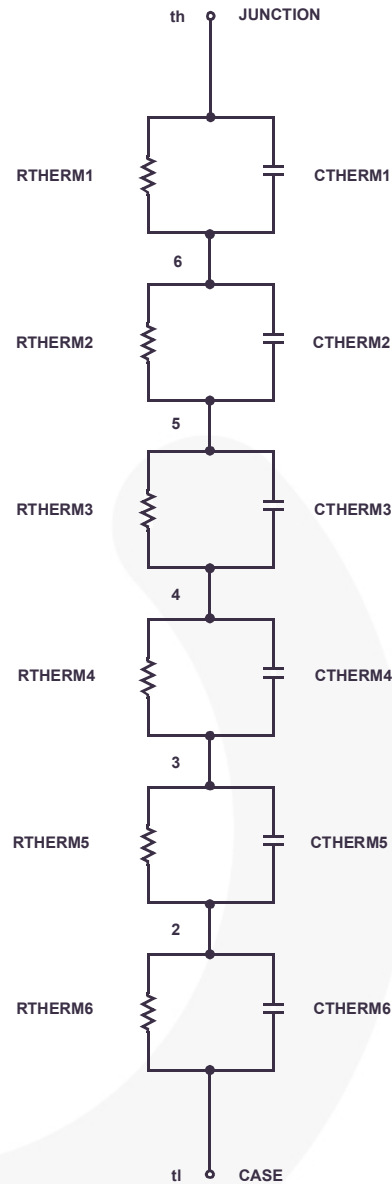 th JUNCTION
RTHERM1 CTHERM1
6
RTHERM2 CTHERM2
5
RTHERM3 CTHERM3
4
RTHERM4 CTHERM4
3
RTHERM5 CTHERM5
2
RTHERM6 CTHERM6
tl CASE